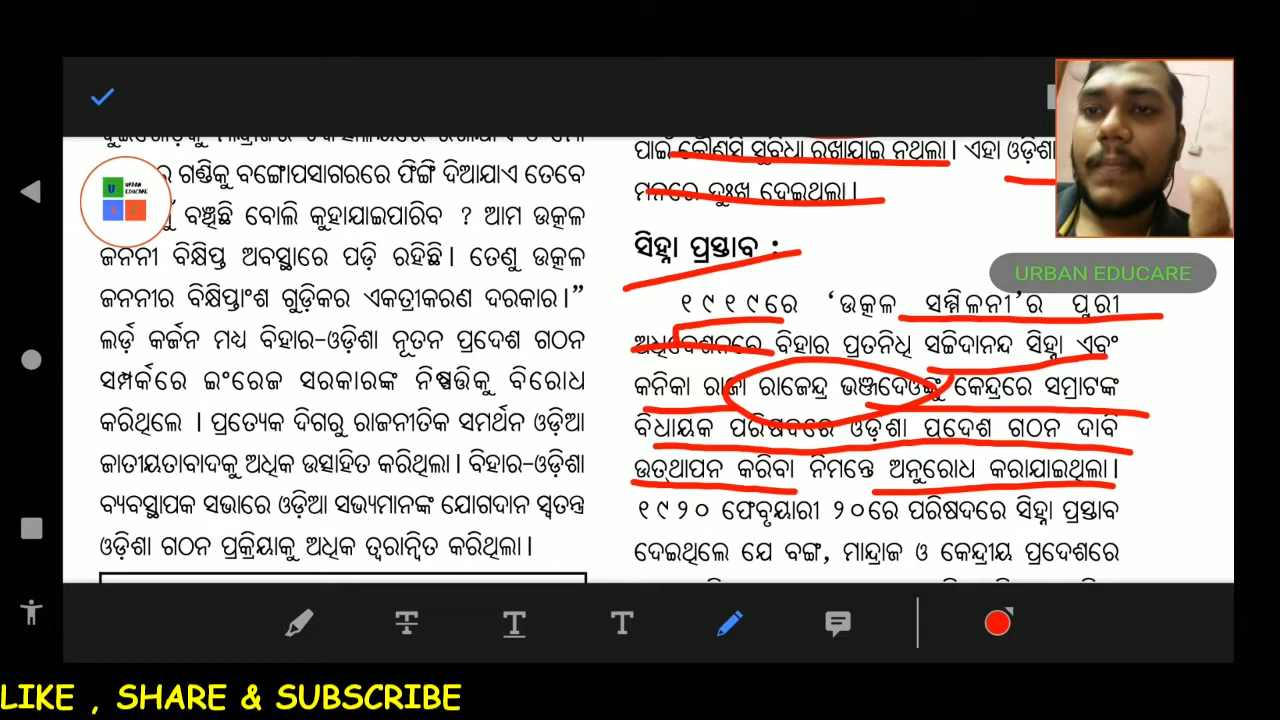 ର ଗଣ୍ଡିକୁ ବଙ୍ଗୋପସାଗରରେ ଫିଙ୍ଗି ଦିଆଯାଏ ତେବେ
ବଞ୍ଚିଛି ବୋଲି କୁହାଯାଇପାରିବ ? ଆମ ଉତ୍କଳ
ଜନନୀ ବିକ୍ଷିପ୍ତ ଅବସ୍ଥାରେ ପଡ଼ି ରହିଛି। ତେଣୁ ଉତ୍କଳ
ଜନନୀର ବିକ୍ଷିପ୍ତାଂଶ ଗୁଡ଼ିକର ଏକତ୍ରୀକରଣ ଦରକାର।”
ଲର୍ଡ଼ କର୍ଜନ ମଧ୍ୟ ବିହାର-ଓଡ଼ିଶା ନୂତନ ପ୍ରଦେଶ ଗଠନ
ସମ୍ପର୍କରେ ଇଂରେଜ ସରକାରଙ୍କ ନିଷ୍ପତ୍ତିକୁ ବିରୋଧ
କରିଥିଲେ । ପ୍ରତ୍ୟେକ ଦିଗରୁ ରାଜନୀତିକ ସମର୍ଥନ ଓଡ଼ିଆ
ଜାତୀୟତାବାଦକୁ ଅଧିକ ଉତ୍ସାହିତ କରିଥିଲା। ବିହାର-ଓଡ଼ିଶା
ବ୍ୟବସ୍ଥାପକ ସଭାରେ ଓଡ଼ିଆ ସଭ୍ୟମାନଙ୍କ ଯୋଗଦାନ ସ୍ୱତନ୍ତ୍ର
ଓଡ଼ିଶା ଗଠନ ପ୍ରକ୍ରିୟାକୁ ଅଧିକ ତ୍ୱରାନ୍ୱିତ କରିଥିଲା।
ପାଇଁ କୌଣସି ସୁବିଧା ରଖାଯାଇ ନଥିଲା। ଏହା ଓଡ଼ିଶା
ମନରେ ଦୁଃଖ ଦେଇଥିଲା।
ସିହ୍ନା ପ୍ରସ୍ତାବ :
୧୯୧୯ରେ ‘ଉତ୍କଳ ସମ୍ମିଳନୀ’ର ପୁରୀ
ଅଧିବେଶନରେ ବିହାର ପ୍ରତନିଧି ସଚ୍ଚିଦାନନ୍ଦ ସିହ୍ନା ଏବଂ
କନିକା ରାଜା ରାଜେନ୍ଦ୍ର ଭଞ୍ଜଦେଓଙ୍କୁ କେନ୍ଦ୍ରରେ ସମ୍ରାଟଙ୍କ
ବିଧାୟକ ପରିଷଦରେ ଓଡ଼ିଶା ପ୍ରଦେଶ ଗଠନ ଦାବି
ଉତ୍‌ଥାପନ କରିବା ନିମନ୍ତେ ଅନୁରୋଧ କରାଯାଇଥିଲା।
୧୯୨୦ ଫେବୃୟାରୀ ୨୦ରେ ପରିଷଦରେ ସିହ୍ନା ପ୍ରସ୍ତାବ
ଦେଇଥିଲେ ଯେ ବଙ୍ଗ, ମାନ୍ଦ୍ରାଜ ଓ କେନ୍ଦ୍ରୀୟ ପ୍ରଦେଶରେ
URBAN EDUCARE
URBAN EDUCARE
LIKE , SHARE & SUBSCRIBE